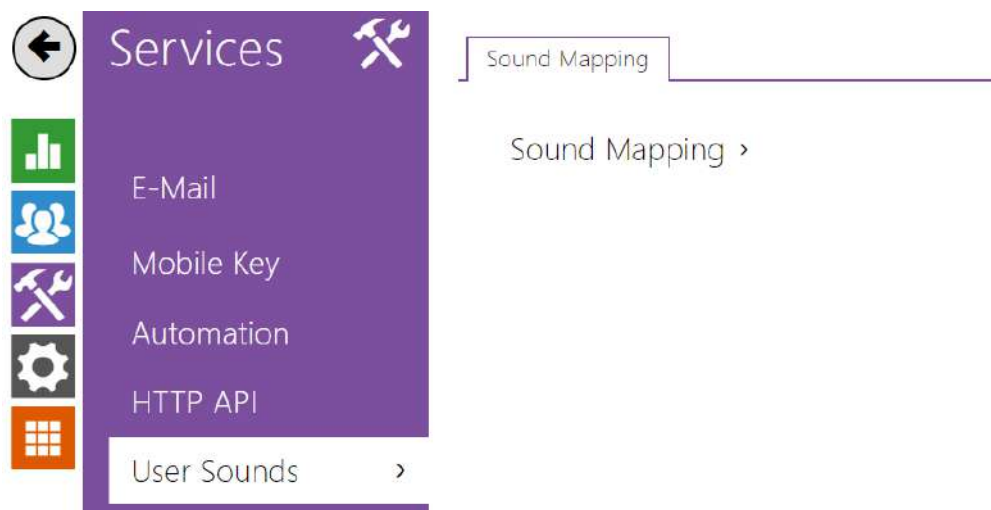 Services
E-Mail
Mobile Key
Automation
HTTP API
User Sounds
Sound Mapping
Sound Mapping